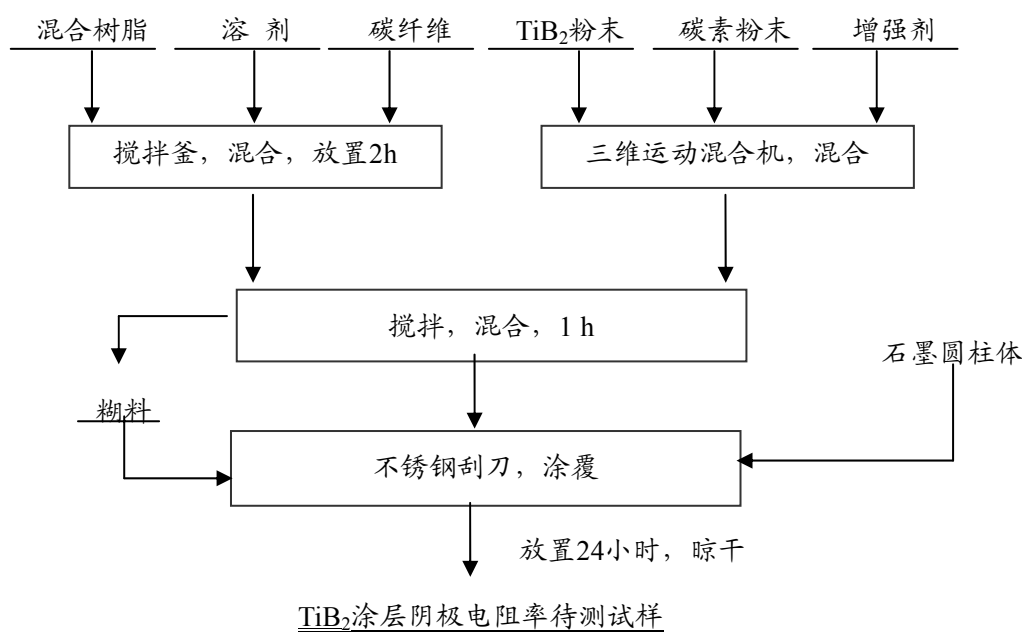 混合树脂 溶 剂 碳纤维 TiB₂粉末 碳素粉末 增强剂
搅拌釜，混合，放置2h 三维运动混合机，混合
搅拌，混合，1 h
石墨圆柱体
糊料
不锈钢刮刀，涂覆
放置24小时，晾干
TiB₂涂层阴极电阻率待测试样